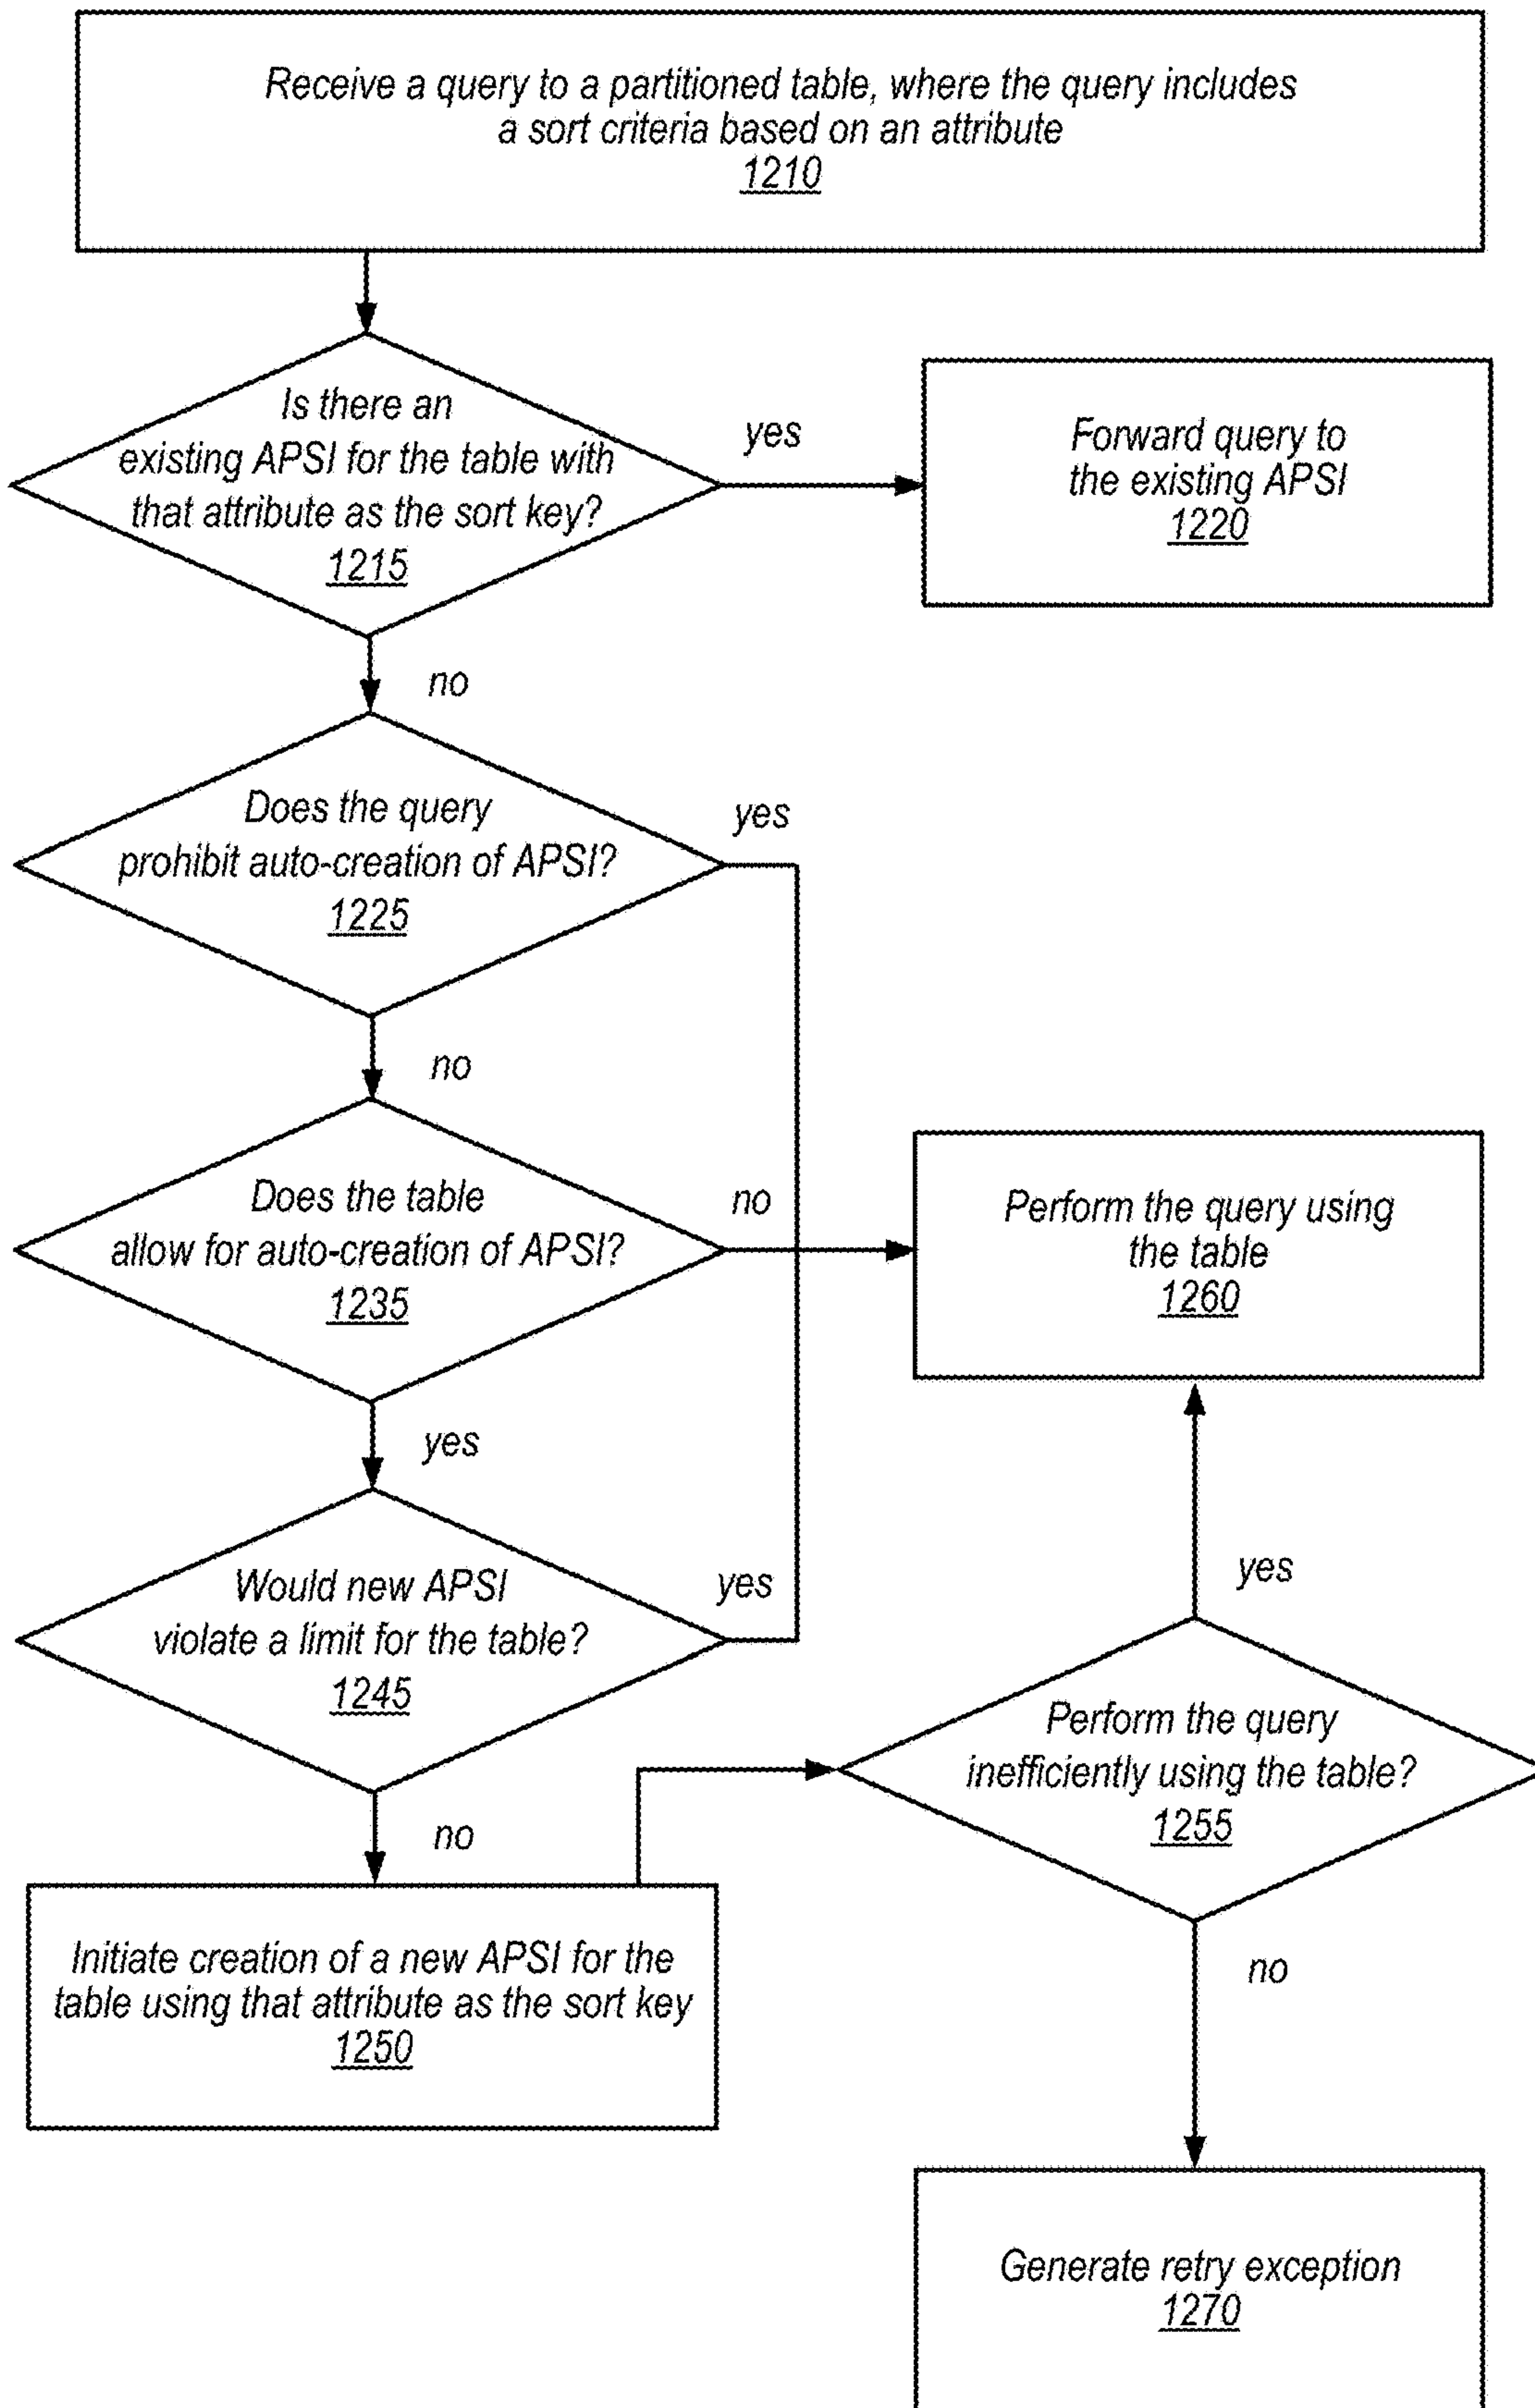 Receive a query to a partitioned table, where the query includes
a sort criteria based on an attribute
1210
Is there an
existing APSI for the table with
that attribute as the sort key?
1215
yes
Forward query to
the existing APSI
1220
no
Does the query
prohibit auto-creation of APSI?
1225
yes
no
Does the table
allow for auto-creation of APSI?
1235
no
Perform the query using
the table
1260
yes
Would new APSI
violate a limit for the table?
1245
yes
yes
Perform the query
inefficiently using the table?
1255
no
Initiate creation of a new APSI for the
table using that attribute as the sort key
1250
no
Generate retry exception
1270